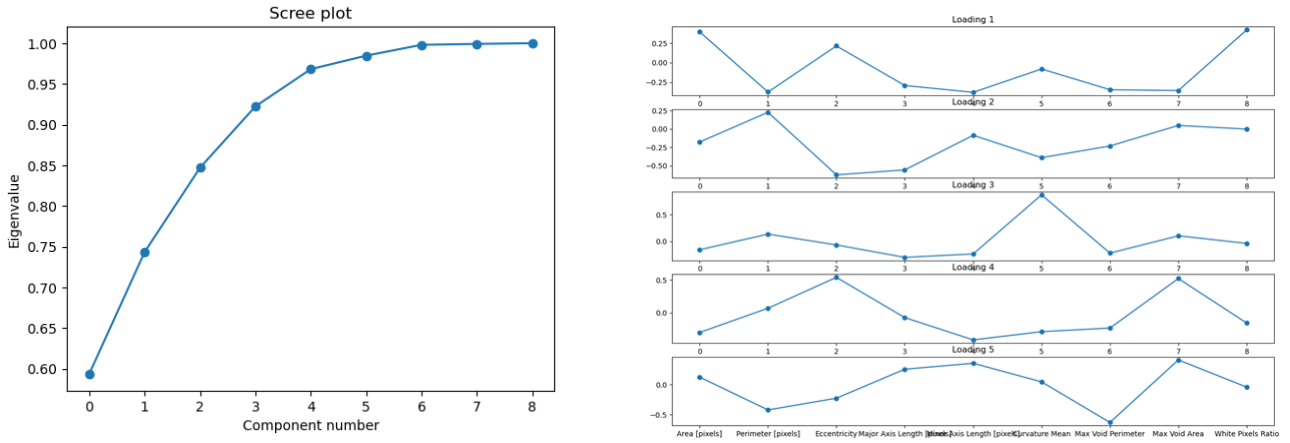 Scree plot
Eigenvalue
1.00
0.95
0.90
0.85
0.80
0.75
0.70
0.65
0.60
0 1 2 3 4 5 6 7 8
Component number
Loading 1
0.25
0.00
−0.25
0 1 2 3 4 5 6 7 8
Loading 2
0.25
0.00
−0.25
−0.50
0 1 2 3 4 5 6 7 8
Loading 3
0.5
0.0
0 1 2 3 4 5 6 7 8
Loading 4
0.5
0.0
0 1 2 3 4 5 6 7 8
Loading 5
0.0
−0.5
Area [pixels] Perimeter [pixels] Eccentricity Major Axis Length Axis Length Curvature Mean Max Void Perimeter Max Void Area White Pixels Ratio